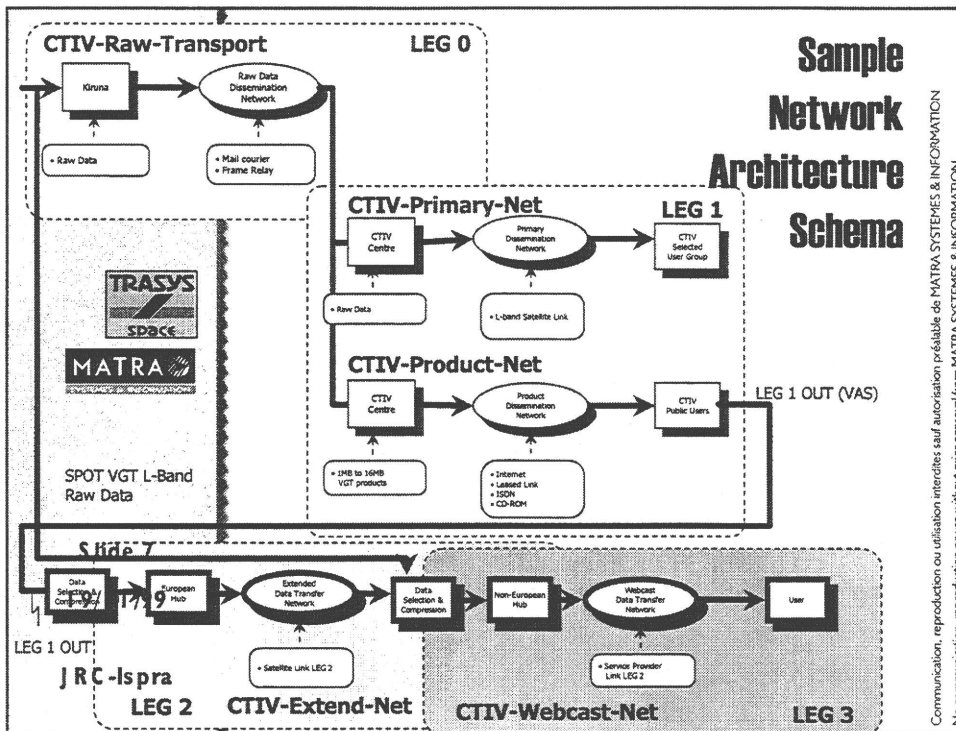 CTIV-Raw-Transport
LEG 0
Kiruna
Raw Data
Dissemination
Network
• Raw Data
• Mail courier
• Frame Relay
Sample
Network
Architecture
Schema
CTIV-Primary-Net
LEG 1
CTIV
Centre
Primary
Dissemination
Network
CTIV
Selected
User Group
• Raw Data
• L-band Satellite Link
TRASYS
space
MATRA
CTIV-Product-Net
CTIV
Centre
Product
Dissemination
Network
CTIV
Public Users
LEG 1 OUT (VAS)
• 1MB to 16MB
VGT products
• Internet
• Leased Link
• ISDN
• CD-ROM
SPOT VGT L-Band
Raw Data
Slide 7
Data
Selection &
Compression
European
Hub
Extended
Data Transfer
Network
Data
Selection &
Compression
Non-European
Hub
Webcast
Data Transfer
Network
User
LEG 1 OUT
• Satellite Link LEG 2
• Service Provider
Link LEG 2
JRC-Ispra
LEG 2
CTIV-Extend-Net
CTIV-Webcast-Net
LEG 3
Communication, reproduction ou utilisation interdites sauf autorisation préalable de MATRA SYSTEMES & INFORMATION